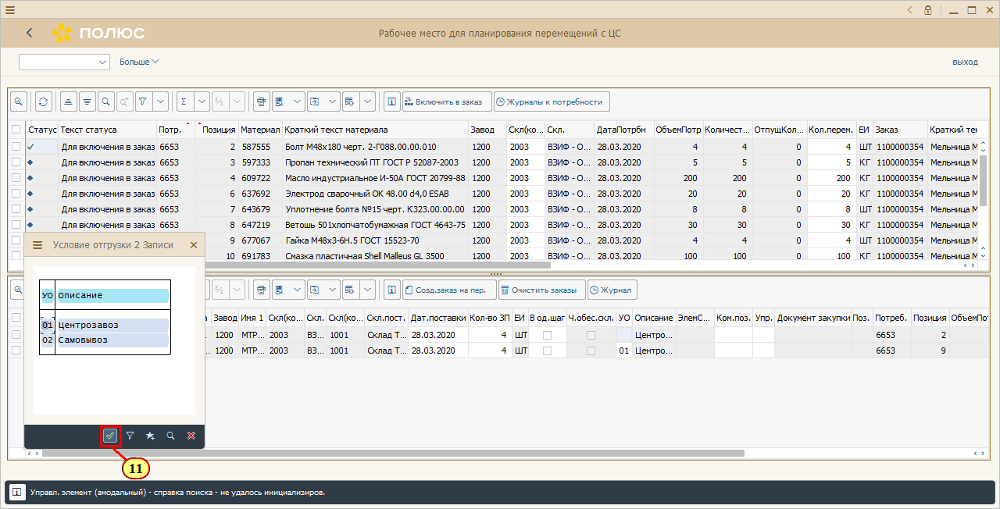 ПОЛЮС
Рабочее место для планирования перемещений с ЦС
Больше
выход
Включить в заказ Журналы к потребности
Статус Текст статуса Потр. Позиция Материал Краткий текст материала Завод Скл(ко... Скл. ДатаПотрбн ОбъемПотр Количест... ОтпущКол... Кол.перем. ЕИ Заказ Краткий тек
Для включения в заказ 6653 2 587555 Болт М48х180 черт. 2-Г088.00.00.010 1200 2003 ВЗИФ - О... 28.03.2020 4 4 0 4 ШТ 1100000354 Мельница М
Для включения в заказ 6653 3 597333 Пропан технический ПТ ГОСТ Р 52087-2003 1200 2003 ВЗИФ - О... 28.03.2020 5 5 0 5 КГ 1100000354 Мельница М
Для включения в заказ 6653 4 609722 Масло индустриальное И-50А ГОСТ 20799-88 1200 2003 ВЗИФ - О... 28.03.2020 200 200 0 200 КГ 1100000354 Мельница М
Для включения в заказ 6653 6 637692 Электрод сварочный ОК 48.00 d4,0 ESAB 1200 2003 ВЗИФ - О... 28.03.2020 20 20 0 20 КГ 1100000354 Мельница М
Для включения в заказ 6653 7 643679 Уплотнение болта №15 черт. К323.00.00.00 1200 2003 ВЗИФ - О... 28.03.2020 8 8 0 8 ШТ 1100000354 Мельница М
Для включения в заказ 6653 8 647219 Ветошь 501хлопчатобумажная ГОСТ 4643-75 1200 2003 ВЗИФ - О... 28.03.2020 30 30 0 30 КГ 1100000354 Мельница М
9 677067 Гайка М48х3-6Н.5 ГОСТ 15523-70 1200 2003 ВЗИФ - О... 28.03.2020 4 4 0 4 ШТ 1100000354 Мельница М
10 691783 Смазка пластичная Shell Malleus GL 3500 1200 2003 ВЗИФ - О... 28.03.2020 100 100 0 100 КГ 1100000354 Мельница М
Условие отгрузки 2 Записи
УО Описание
01 Центрозавоз
02 Самовывоз
Созд.заказ на пер. Очистить заказы Журнал
Завод Имя 1 Скл(ко... Скл. Скл(ко... Скл.пост. Дат.поставки Кол-во ЗП ЕИ В од.шаг Ч.обес.скл. УО Описание ЭлемС... Ком.поз. Упр. Документ закупки Поз. Потреб. Позиция ОбъемПот
1200 МТР... 2003 ВЗ... 1001 Склад Т... 28.03.2020 4 ШТ Центро... 6653 2
1200 МТР... 2003 ВЗ... 1001 Склад Т... 28.03.2020 4 ШТ 01 Центро... 6653 9
11
Управл. элемент (амодальный) - справка поиска - не удалось инициализиров.